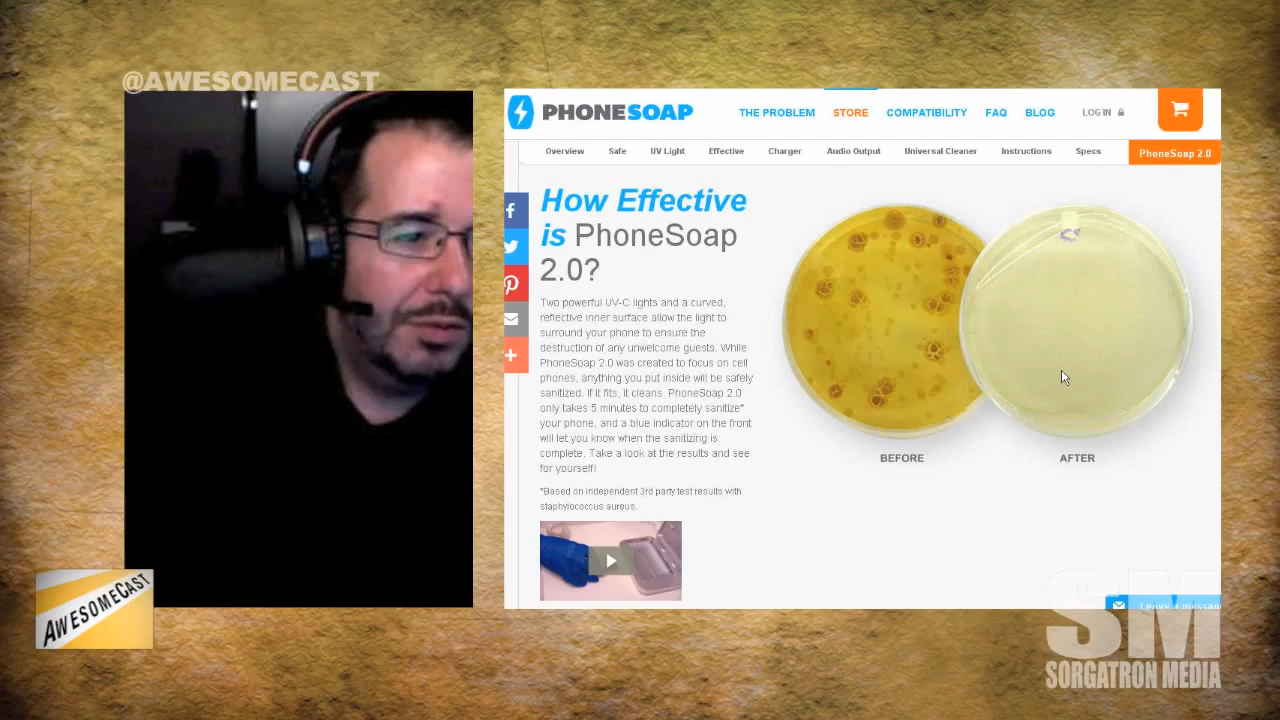 @AWESOMECAST
PHONESOAP
THE PROBLEM
STORE
COMPATIBILITY
FAQ
BLOG
LOG IN
Overview
Safe
UV Light
Effective
Charger
Audio Output
Universal Cleaner
Instructions
Specs
PhoneSoap 2.0
How Effective
is PhoneSoap
2.0?
Two powerful UV-C lights and a curved,
reflective inner surface allow the light to
surround your phone to ensure the
destruction of any unwelcome guests. While
PhoneSoap 2.0 was created to focus on cell
phones, anything you put inside will be safely
sanitized. If it fits, it cleans. PhoneSoap 2.0
only takes 5 minutes to completely sanitize*
your phone, and a blue indicator on the front
will let you know when the sanitizing is
complete. Take a look at the results and see
for yourself!
*Based on independent 3rd party test results with
staphylococcus aureus.
BEFORE
AFTER
Leave a messag
AWESOMECAST
SM
SORGATRON MEDIA